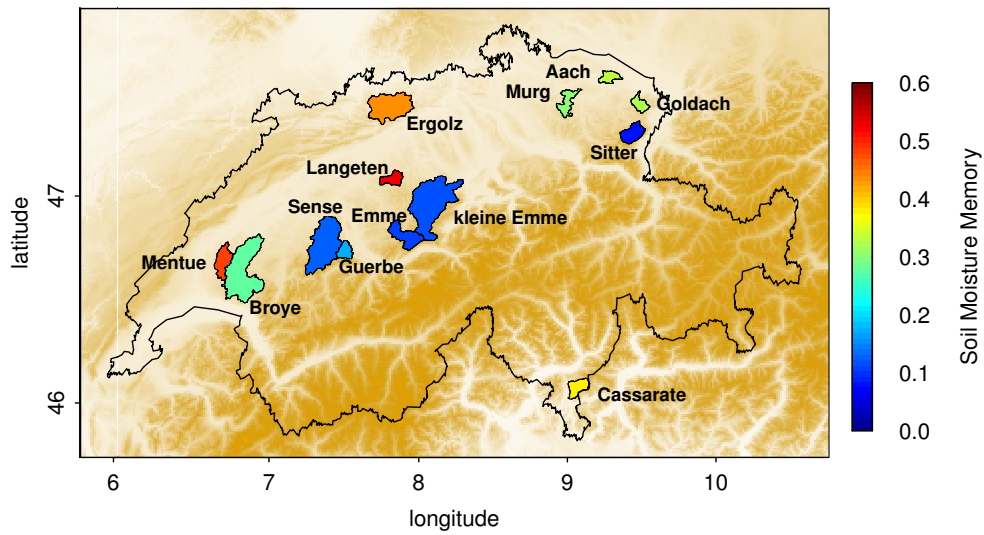 Aach
Murg
Goldach
Ergolz
Sitter
Langeten
Sense
Emme
kleine Emme
Mentue
Guerbe
Broye
Cassarate
47
46
latitude
6
7
8
9
10
longitude
0.6
0.5
0.4
0.3
0.2
0.1
0.0
Soil Moisture Memory